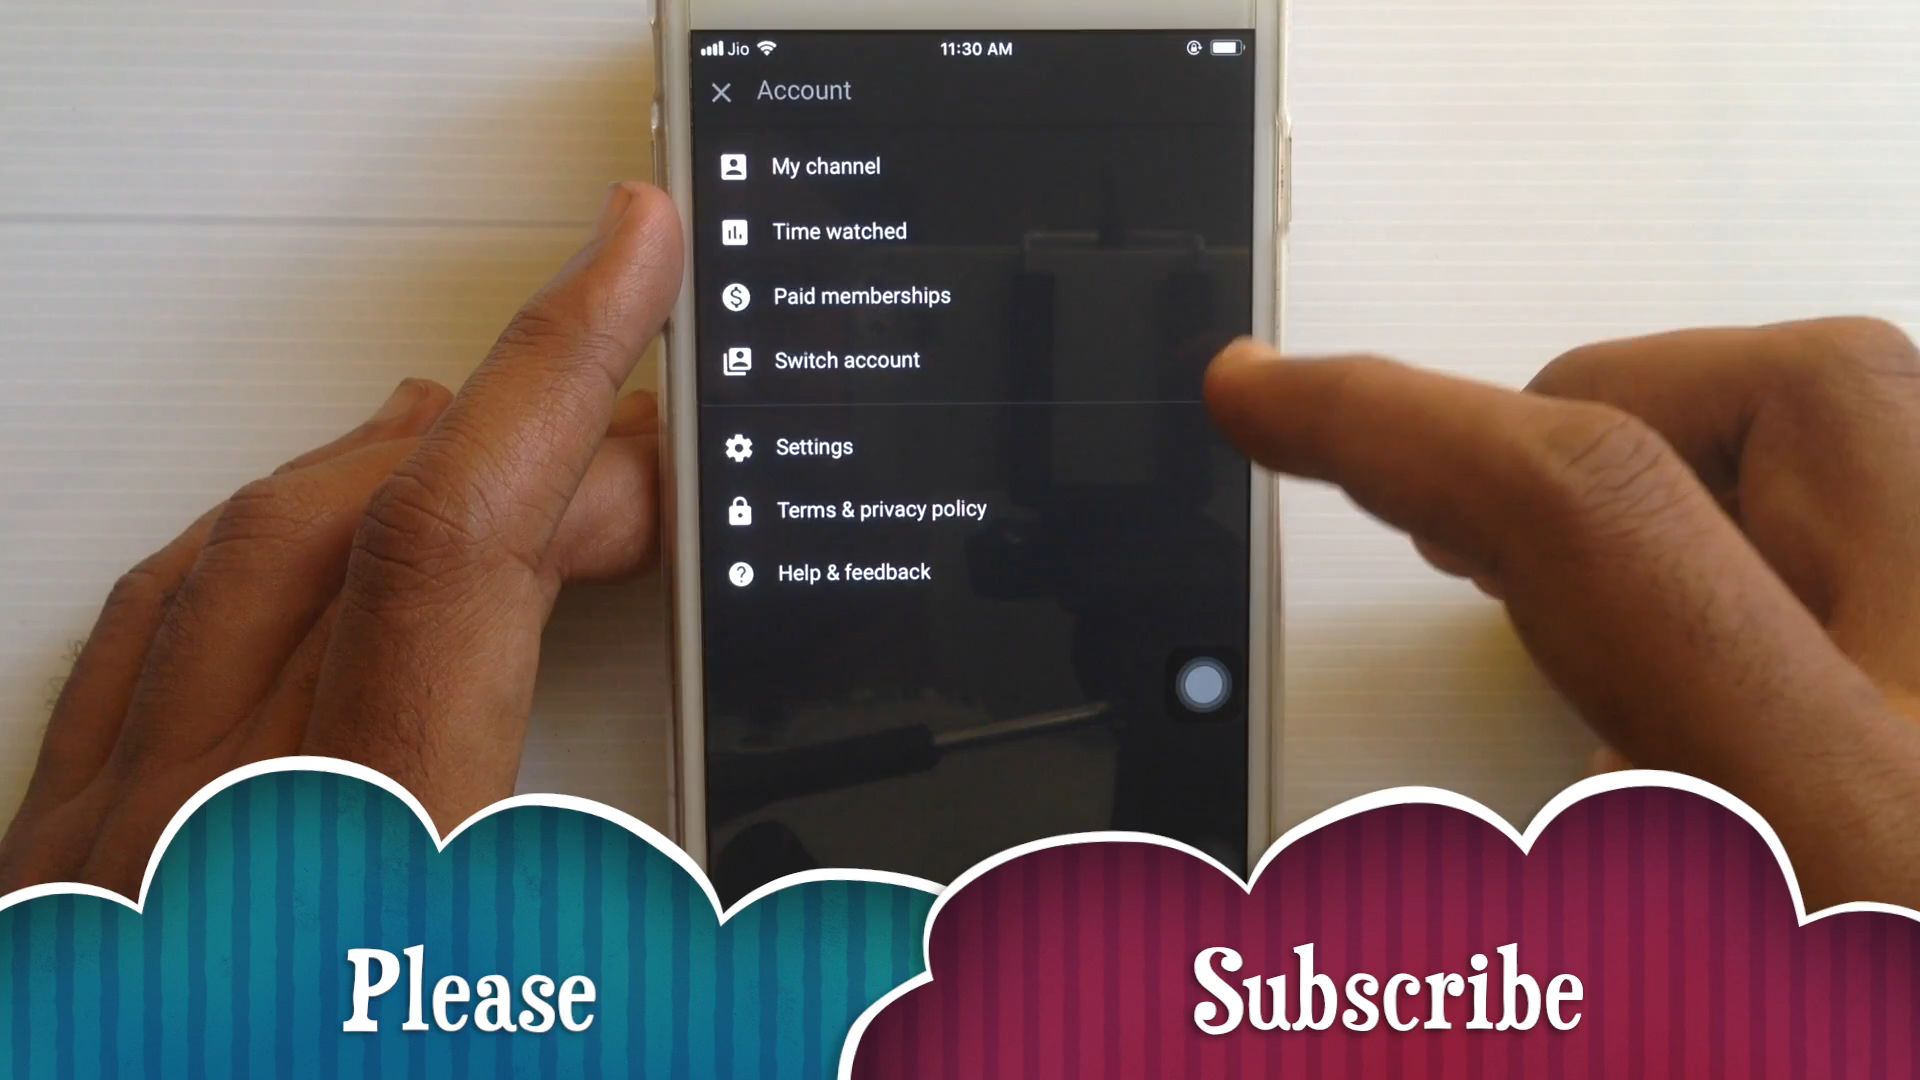 Jio 11:30 AM
Account
My channel
Time watched
Paid memberships
Switch account
Settings
Terms & privacy policy
Help & feedback
Please Subscribe